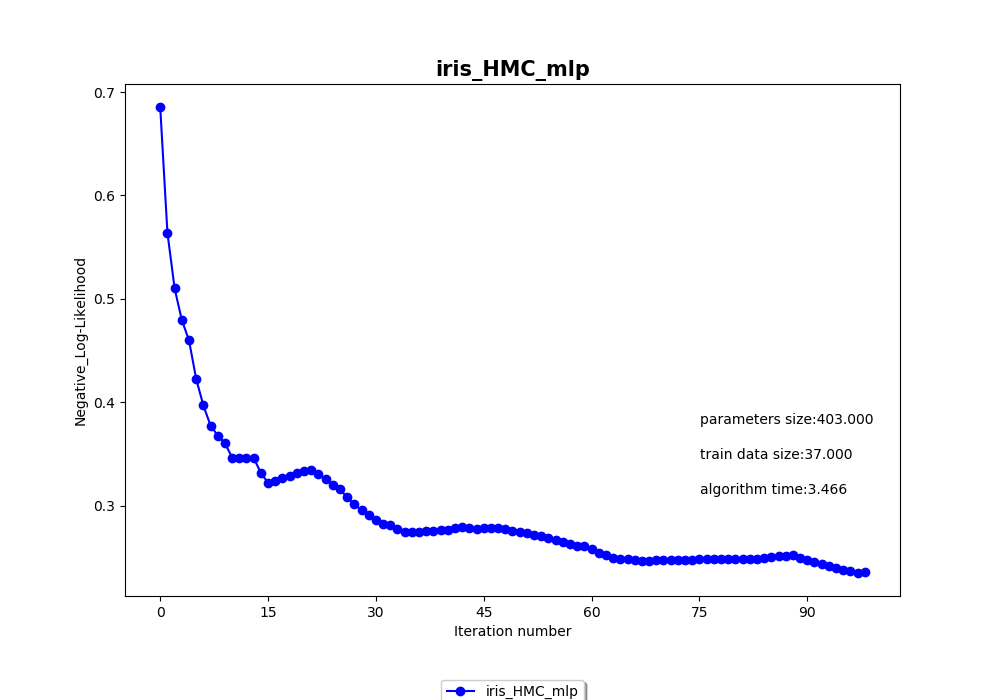 iris_HMC_mlp
0.7
0.6
0.5
0.4
0.3
Negative_Log-Likelihood
parameters size:403.000
train data size:37.000
algorithm time:3.466
0 15 30 45 60 75 90
Iteration number
iris_HMC_mlp